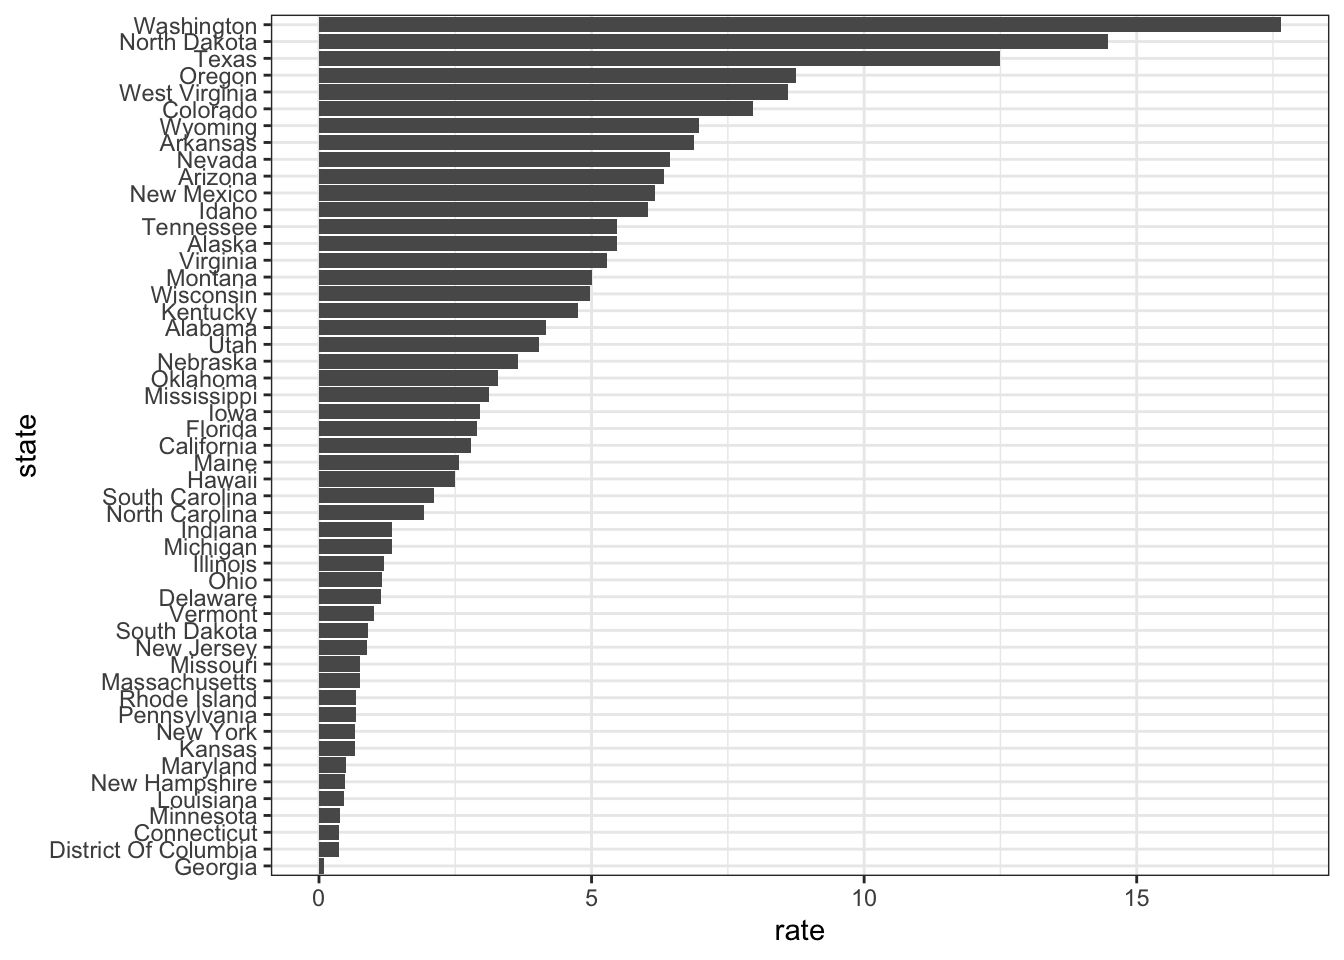 Washington
North Dakota
Texas
Oregon
West Virginia
Colorado
Wyoming
Arkansas
Nevada
Arizona
New Mexico
Idaho
Tennessee
Alaska
Virginia
Montana
Wisconsin
Kentucky
Alabama
Utah
Nebraska
Oklahoma
Mississippi
Iowa
Florida
California
Maine
Hawaii
South Carolina
North Carolina
Indiana
Michigan
Illinois
Ohio
Delaware
Vermont
South Dakota
New Jersey
Missouri
Massachusetts
Rhode Island
Pennsylvania
New York
Kansas
Maryland
New Hampshire
Louisiana
Minnesota
Connecticut
District Of Columbia
Georgia
state
0 5 10 15
rate